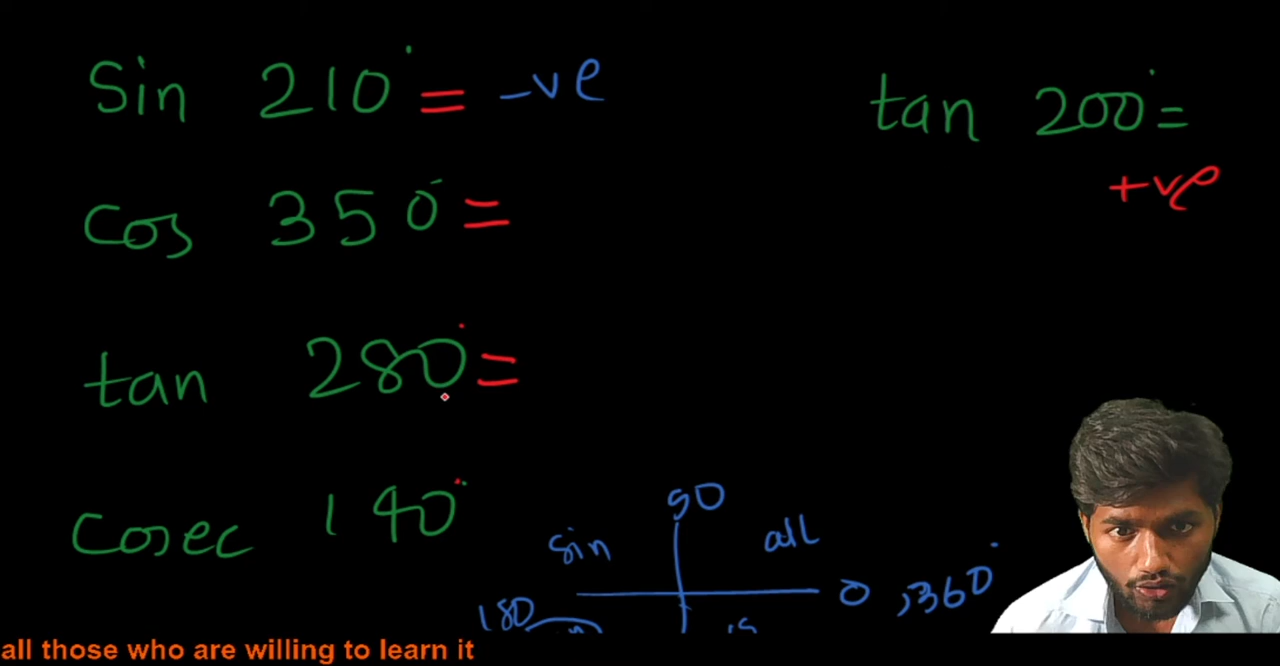 Sin 210° = -ve
tan 200° =
+ve
cos 350° =
tan 280° =
cosec 140°
90
sin
all
180
0, 360°
all those who are willing to learn it